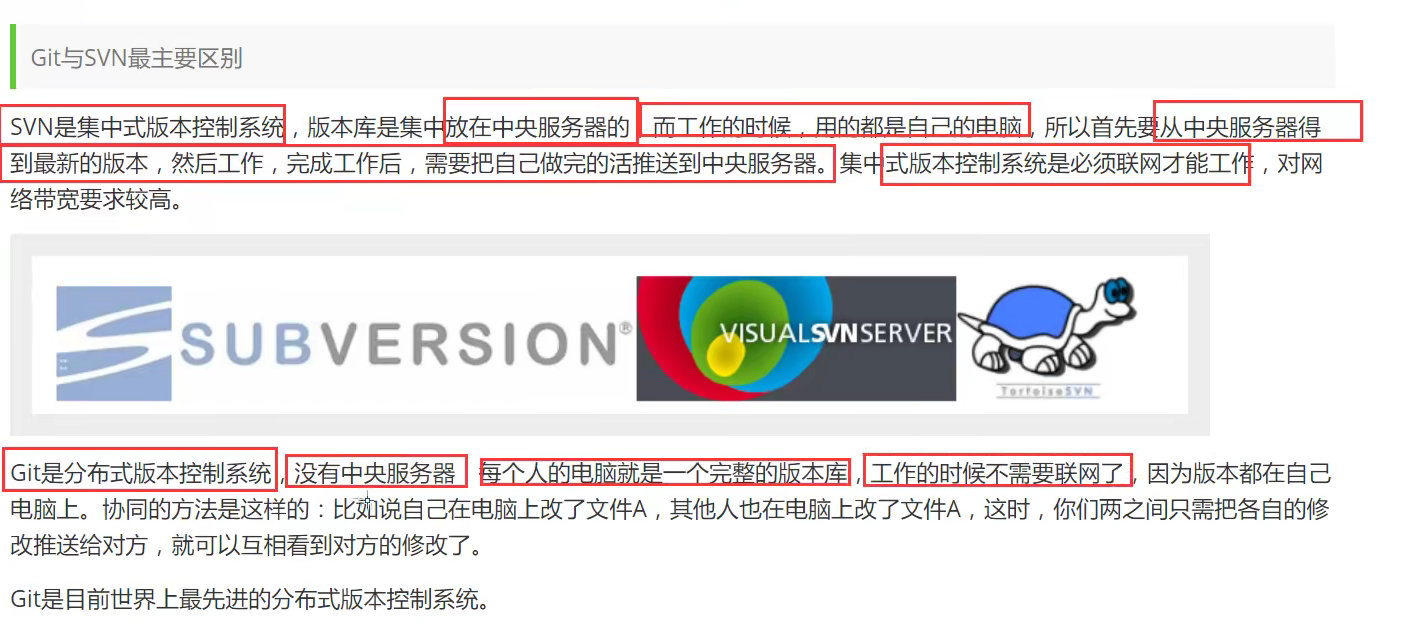 Git与SVN最主要区别
SVN是集中式版本控制系统，版本库是集中放在中央服务器的，而工作的时候，用的都是自己的电脑，所以首先要从中央服务器得
到最新的版本，然后工作，完成工作后，需要把自己做完的活推送到中央服务器。集中式版本控制系统是必须联网才能工作，对网
络带宽要求较高。
SUBVERSION®
VISUALSVNSERVER
TortoiseSVN
Git是分布式版本控制系统，没有中央服务器，每个人的电脑就是一个完整的版本库，工作的时候不需要联网了，因为版本都在自己
电脑上。协同的方法是这样的：比如说自己在电脑上改了文件A，其他人也在电脑上改了文件A，这时，你们两之间只需把各自的修
改推送给对方，就可以互相看到对方的修改了。
Git是目前世界上最先进的分布式版本控制系统。